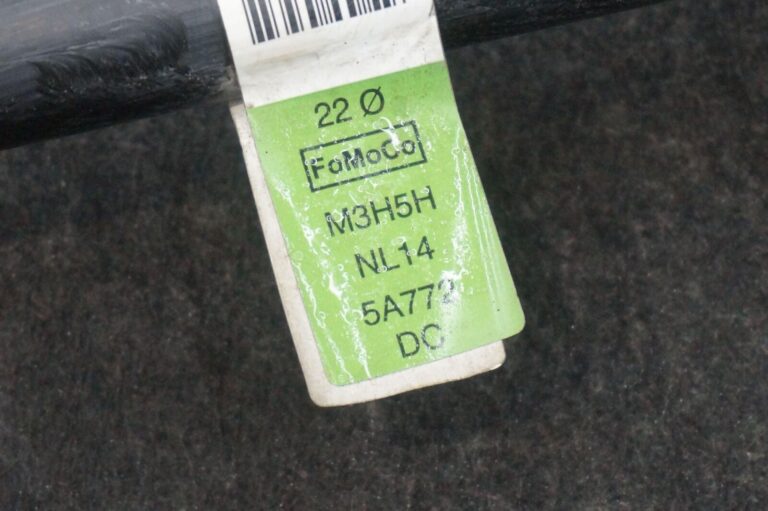 22 Ø
FoMoCo
M3H5H
NL14
5A772
DC